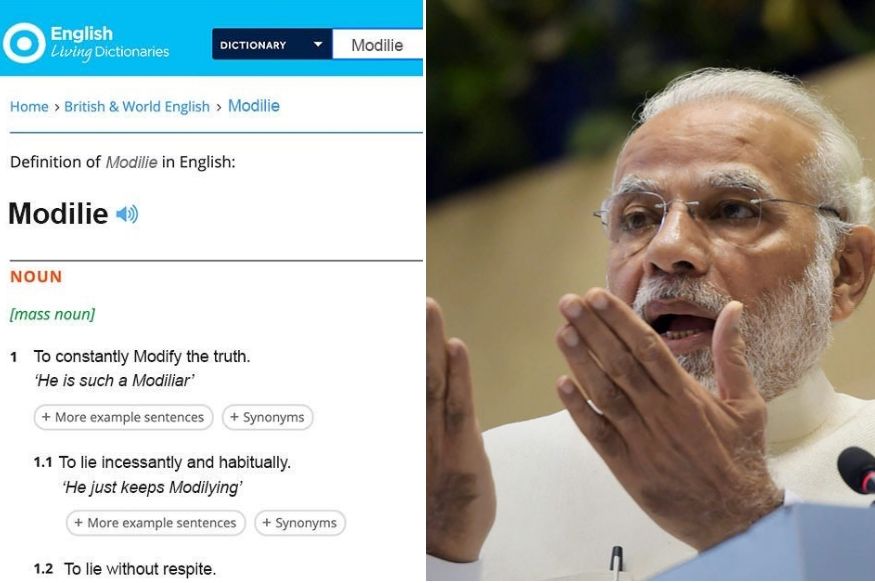 English
Living Dictionaries
DICTIONARY
Modilie
Home > British & World English > Modilie
Definition of Modilie in English:
Modilie
NOUN
[mass noun]
1 To constantly Modify the truth.
‘He is such a Modiliar’
+ More example sentences + Synonyms
1.1 To lie incessantly and habitually.
‘He just keeps Modilying’
+ More example sentences + Synonyms
1.2 To lie without respite.